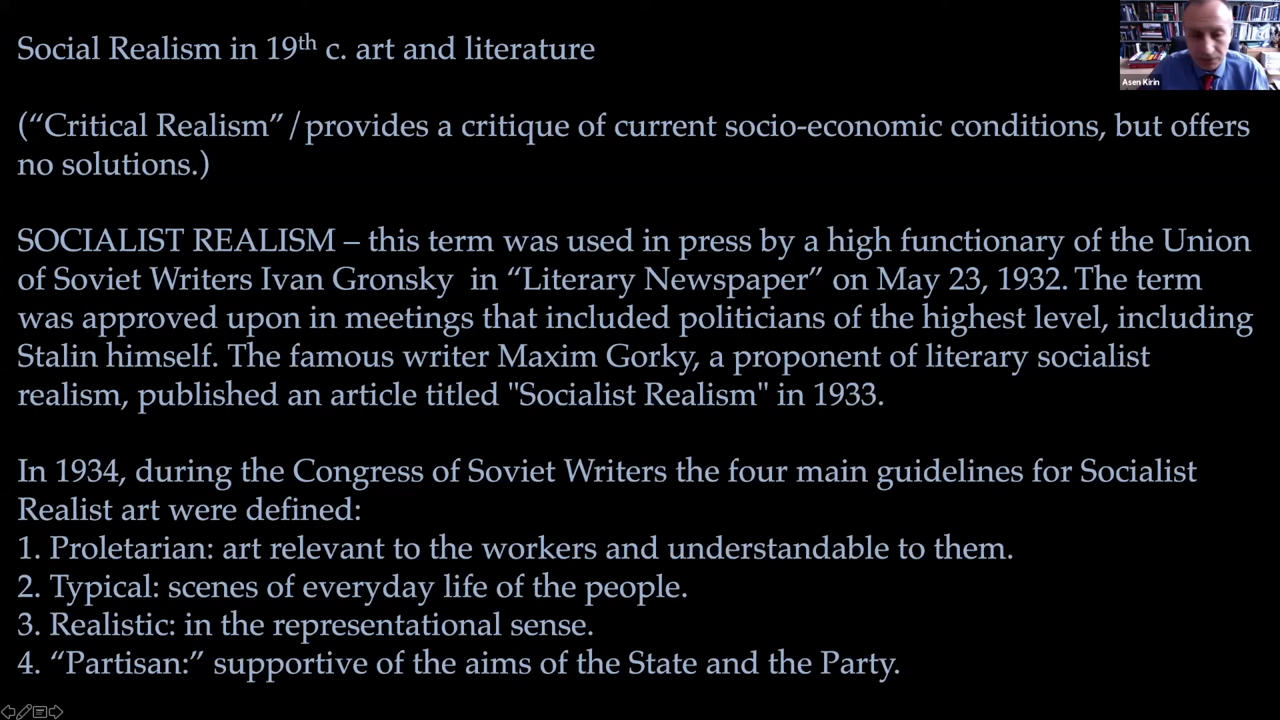 Social Realism in 19th c. art and literature
Asen Kirin
(“Critical Realism”/provides a critique of current socio-economic conditions, but offers
no solutions.)
SOCIALIST REALISM – this term was used in press by a high functionary of the Union
of Soviet Writers Ivan Gronsky in “Literary Newspaper” on May 23, 1932. The term
was approved upon in meetings that included politicians of the highest level, including
Stalin himself. The famous writer Maxim Gorky, a proponent of literary socialist
realism, published an article titled "Socialist Realism" in 1933.
In 1934, during the Congress of Soviet Writers the four main guidelines for Socialist
Realist art were defined:
1. Proletarian: art relevant to the workers and understandable to them.
2. Typical: scenes of everyday life of the people.
3. Realistic: in the representational sense.
4. “Partisan:” supportive of the aims of the State and the Party.